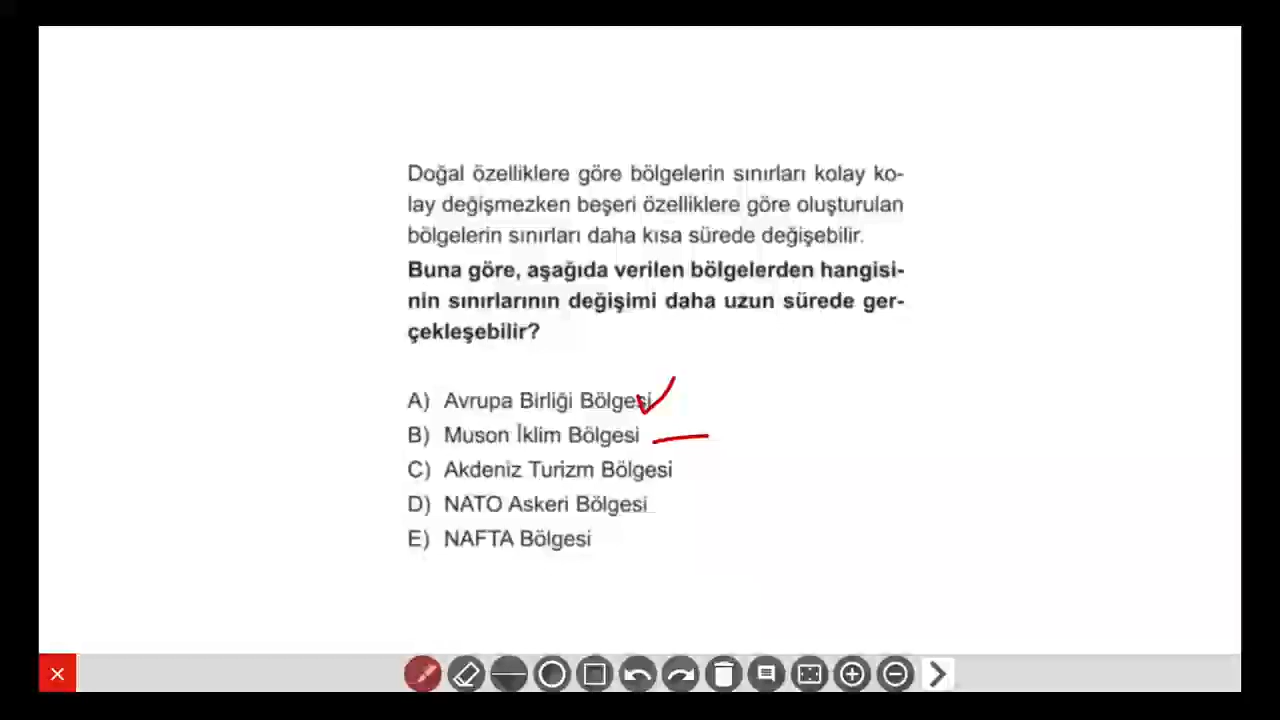 Doğal özelliklere göre bölgelerin sınırları kolay ko-
lay değişmezken beşeri özelliklere göre oluşturulan
bölgelerin sınırları daha kısa sürede değişebilir.
Buna göre, aşağıda verilen bölgelerden hangisi-
nin sınırlarının değişimi daha uzun sürede ger-
çekleşebilir?
A) Avrupa Birliği Bölgesi
B) Muson İklim Bölgesi
C) Akdeniz Turizm Bölgesi
D) NATO Askeri Bölgesi
E) NAFTA Bölgesi